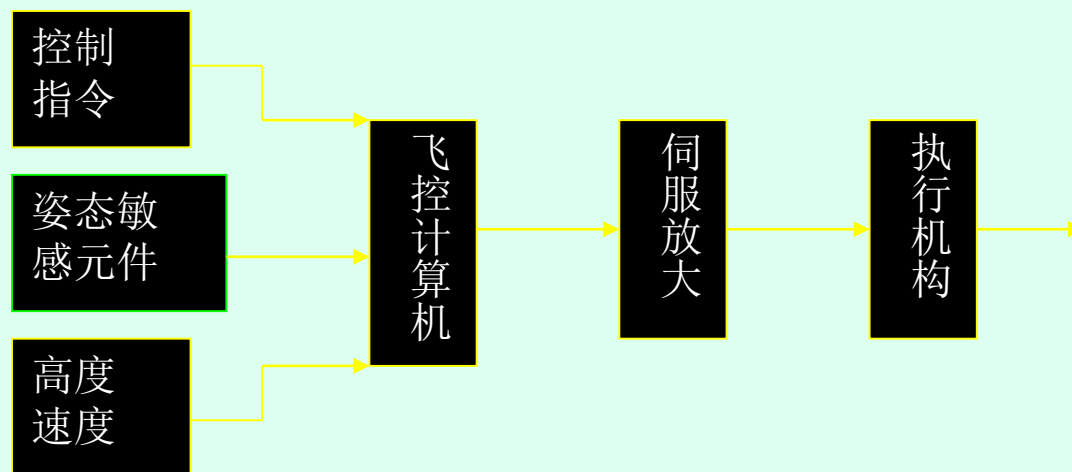 控制
指令
姿态敏
感元件
高度
速度
飞控计算机
伺服放大
执行机构